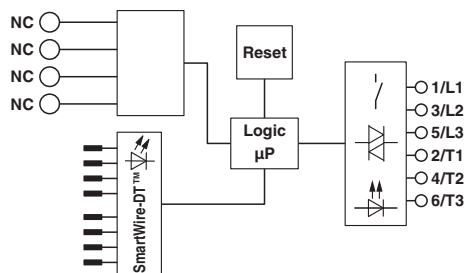 NC
NC
NC
NC
Reset
Logic
µP
SmartWire-DT™
1/L1
3/L2
5/L3
2/T1
4/T2
6/T3